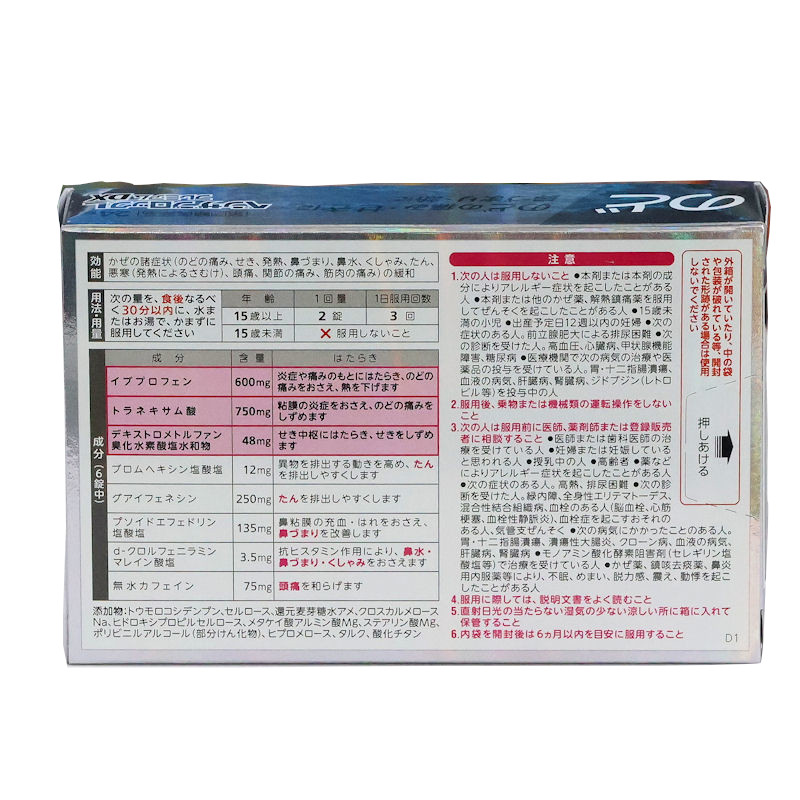 のど
効能
かぜの諸症状（のどの痛み、せき、発熱、鼻づまり、鼻水、くしゃみ、たん、
悪寒（発熱によるさむけ）、頭痛、関節の痛み、筋肉の痛み）の緩和
用法・用量
次の量を、食後なるべ
く30分以内に、水ま
たはお湯で、かまずに
服用してください
年齢 1回量 1日服用回数
15歳以上 2錠 3回
15歳未満 ✕ 服用しないこと
成分（6錠中）
成分 含量 はたらき
イブプロフェン 600mg 炎症や痛みのもとにはたらき、のどの
痛みをおさえ、熱を下げます
トラネキサム酸 750mg 粘膜の炎症をおさえ、のどの痛みを
しずめます
デキストロメトルファン
臭化水素酸塩水和物 48mg せき中枢にはたらき、せきをしずめ
ます
ブロムヘキシン塩酸塩 12mg 異物を排出する動きを高め、たん
を排出しやすくします
グアイフェネシン 250mg たんを排出しやすくします
プソイドエフェドリン
塩酸塩 135mg 鼻粘膜の充血・はれをおさえ、
鼻づまりを改善します
d-クロルフェニラミン
マレイン酸塩 3.5mg 抗ヒスタミン作用により、鼻水・
鼻づまり・くしゃみをおさえます
無水カフェイン 75mg 頭痛を和らげます
添加物：トウモロコシデンプン、セルロース、還元麦芽糖水アメ、クロスカルメロース
Na、ヒドロキシプロピルセルロース、メタケイ酸アルミン酸Mg、ステアリン酸Mg、
ポリビニルアルコール（部分けん化物）、ヒプロメロース、タルク、酸化チタン
注意
1.次の人は服用しないこと ●本剤または本剤の成
分によりアレルギー症状を起こしたことがある
人 ●本剤または他のかぜ薬、解熱鎮痛薬を服用
してぜんそくを起こしたことがある人 ●15歳未
満の小児 ●出産予定日12週以内の妊婦 ●次の
症状のある人。前立腺肥大による排尿困難 ●次
の診断を受けた人。高血圧、心臓病、甲状腺機能
障害、糖尿病 ●医療機関で次の病気の治療や医
薬品の投与を受けている人。胃・十二指腸潰瘍、
血液の病気、肝臓病、腎臓病、ジドブジン（レトロ
ビル等）を投与中の人
2.服用後、乗物または機械類の運転操作をしない
こと
3.次の人は服用前に医師、薬剤師または登録販売
者に相談すること ●医師または歯科医師の治
療を受けている人 ●妊婦または妊娠している
と思われる人 ●授乳中の人 ●高齢者 ●薬など
によりアレルギー症状を起こしたことがある人
●次の症状のある人。高熱、排尿困難 ●次の診
断を受けた人。緑内障、全身性エリテマトーデス、
混合性結合組織病、血栓のある人（脳血栓、心筋
梗塞、血栓性静脈炎）、血栓症を起こすおそれの
ある人、気管支ぜんそく ●次の病気にかかったことのある人。
胃・十二指腸潰瘍、潰瘍性大腸炎、クローン病、血液の病気、
肝臓病、腎臓病 ●モノアミン酸化酵素阻害剤（セレギリン塩
酸塩等）で治療を受けている人 ●かぜ薬、鎮咳去痰薬、鼻炎
用内服薬等により、不眠、めまい、脱力感、震え、動悸を起こ
したことがある人
4.服用に際しては、説明文書をよく読むこと
5.直射日光の当たらない湿気の少ない涼しい所に箱に入れて
保管すること
6.内袋を開封後は6ヵ月以内を目安に服用すること
D1
外箱が開いていたり、中の袋
や包装が破れている等、開封
された形跡がある場合は使用
しないでください
押しあける